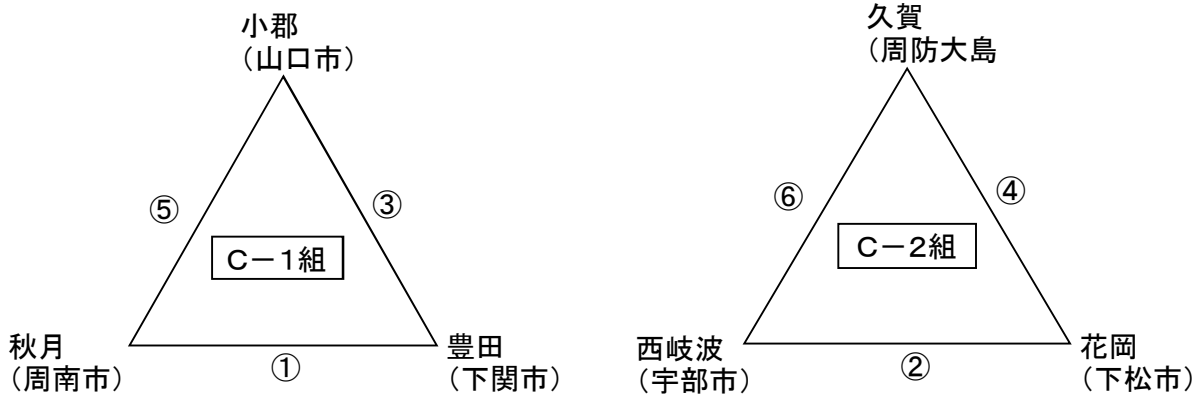 小郡
（山口市）
⑤
③
C－1組
秋月
（周南市）
①
豊田
（下関市）
久賀
（周防大島
⑥
④
C－2組
西岐波
（宇部市）
②
花岡
（下松市）